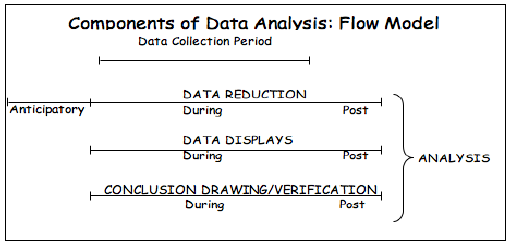 Components of Data Analysis: Flow Model
Data Collection Period
DATA REDUCTION
Anticipatory During Post
DATA DISPLAYS
During Post
ANALYSIS
CONCLUSION DRAWING/VERIFICATION
During Post